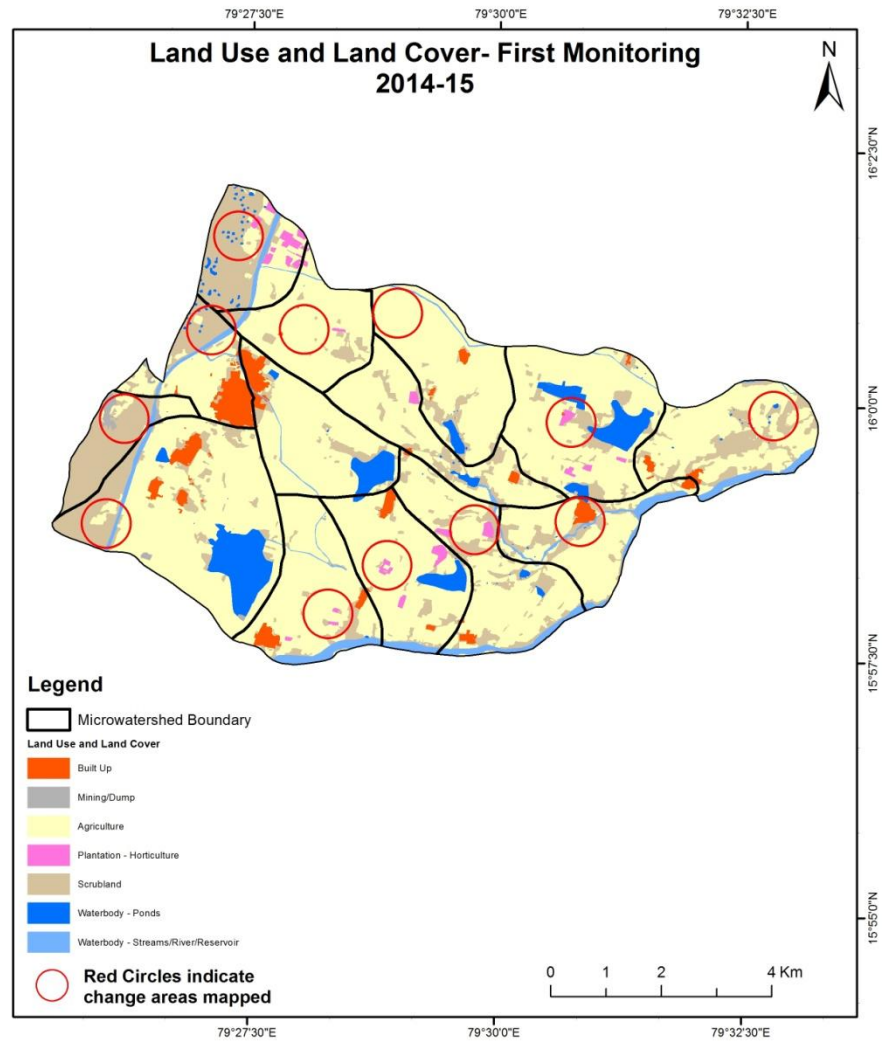 79°27'30"E 79°30'0"E 79°32'30"E
Land Use and Land Cover- First Monitoring
2014-15
N
16°2'30"N
16°0'0"N
15°57'30"N
15°55'0"N
Legend
Microwatershed Boundary
Land Use and Land Cover
Built Up
Mining/Dump
Agriculture
Plantation - Horticulture
Scrubland
Waterbody - Ponds
Waterbody - Streams/River/Reservoir
Red Circles indicate
change areas mapped
0 1 2 4 Km
79°27'30"E 79°30'0"E 79°32'30"E